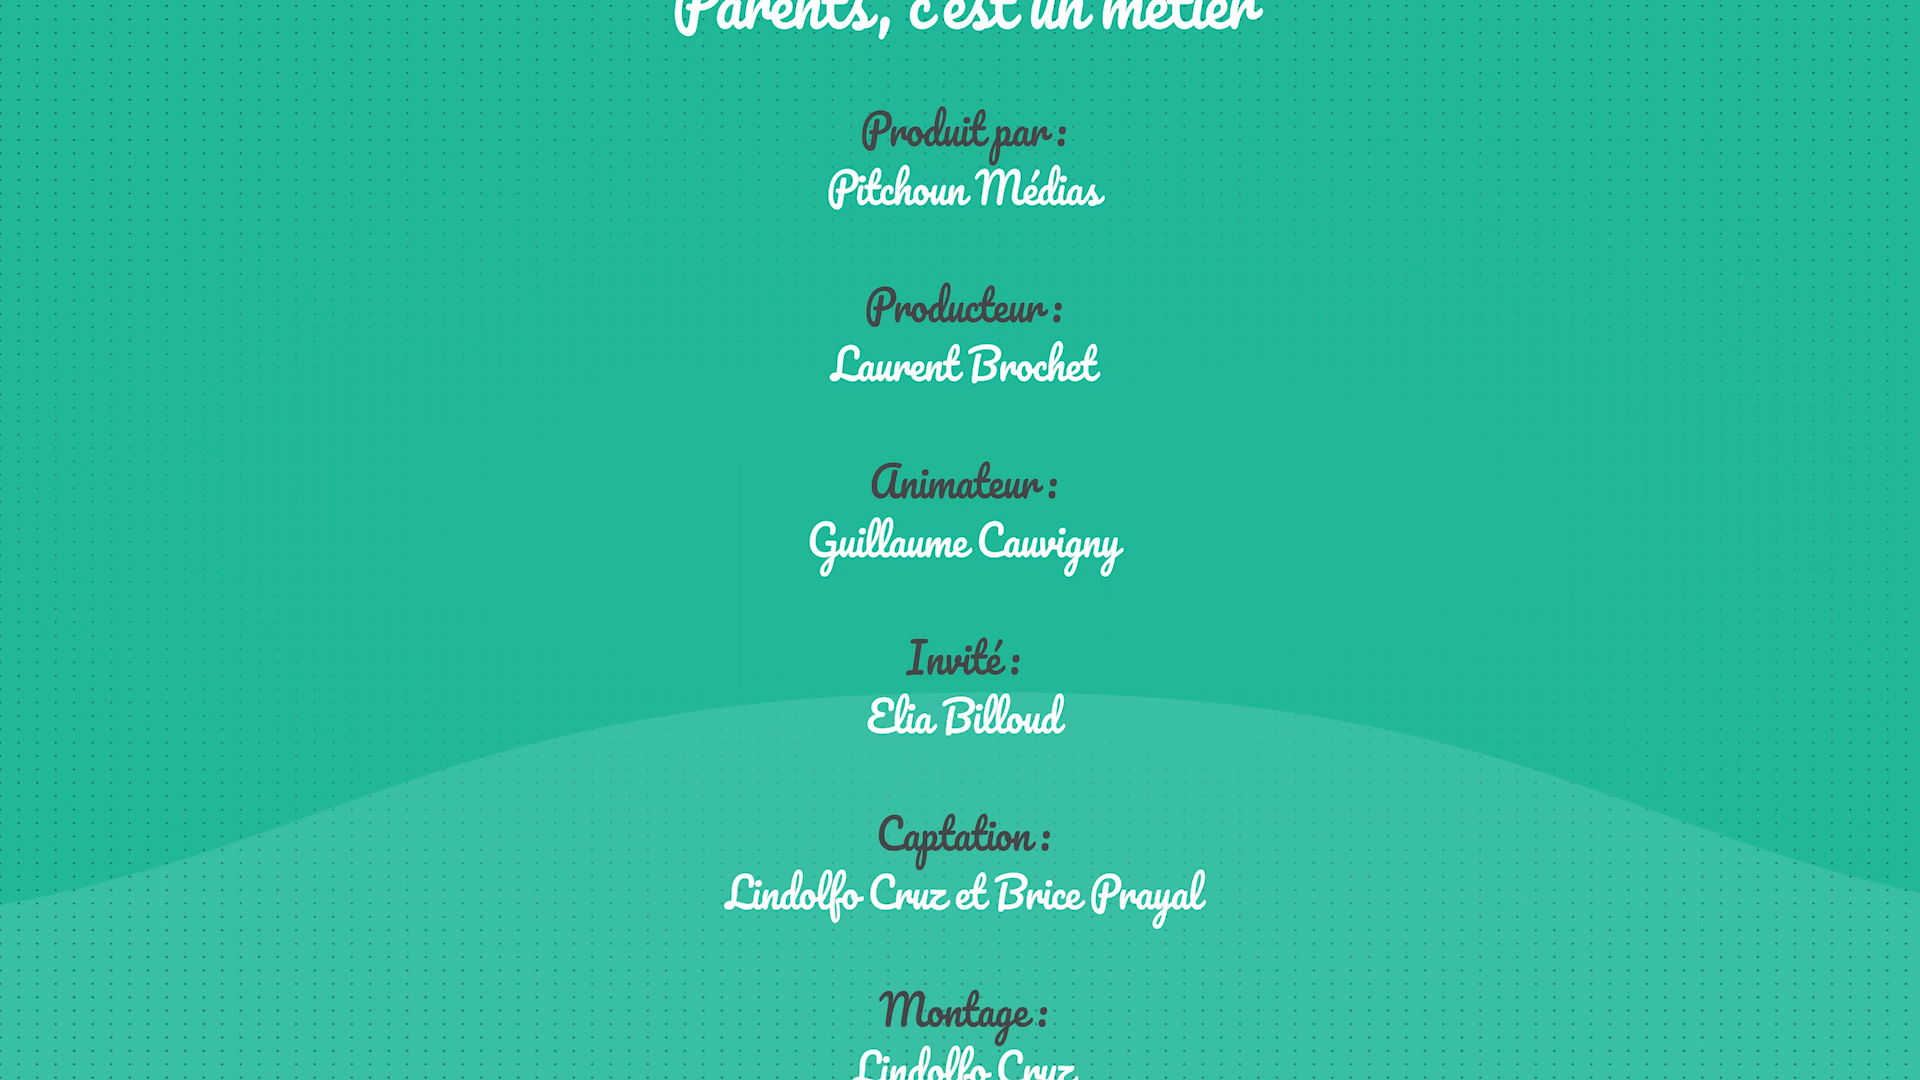 Parents, c'est un métier
Produit par :
Pitchoun Médias
Producteur :
Laurent Brochet
Animateur :
Guillaume Cauvigny
Invité :
Elia Billoud
Captation :
Lindolfo Cruz et Brice Prayal
Montage :
Lindolfo Cruz